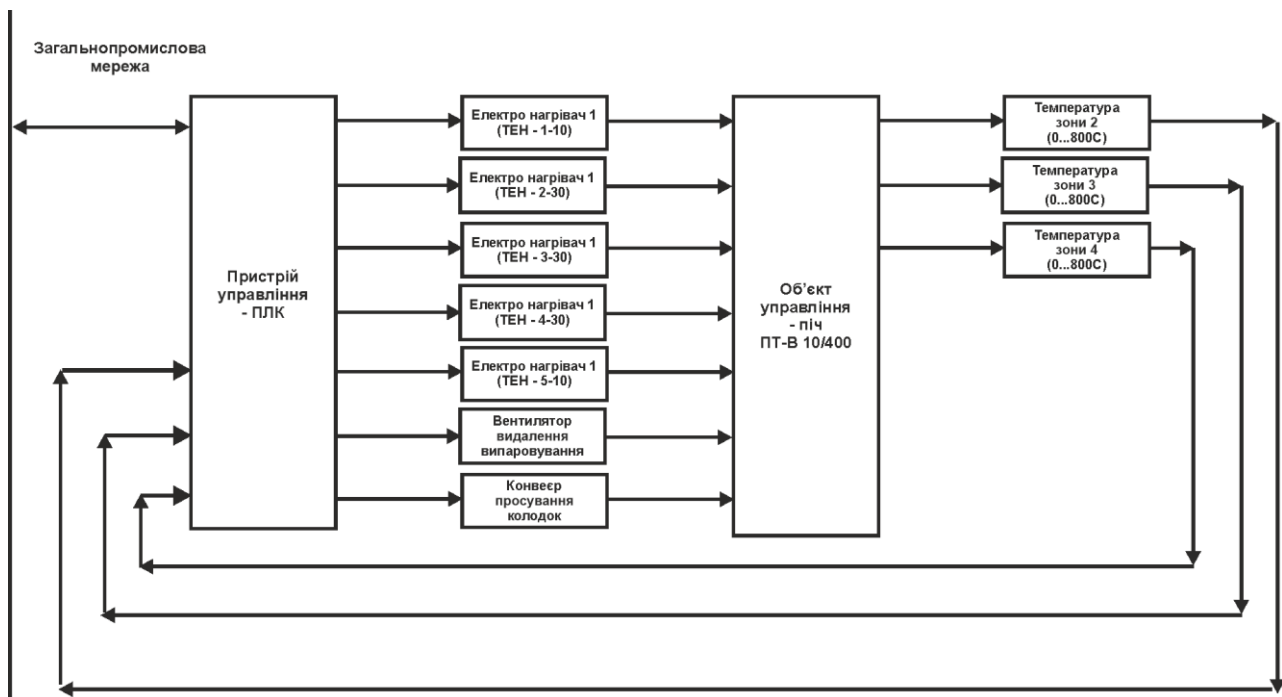 Загальнопромислова
мережа
Пристрій
управління
- ПЛК
Електро нагрівач 1
(ТЕН - 1-10)
Електро нагрівач 1
(ТЕН - 2-30)
Електро нагрівач 1
(ТЕН - 3-30)
Електро нагрівач 1
(ТЕН - 4-30)
Електро нагрівач 1
(ТЕН - 5-10)
Вентилятор
видалення
випаровування
Конвеєр
просування
колодок
Об'єкт
управління
- піч
ПТ-В 10/400
Температура
зони 2
(0...800С)
Температура
зони 3
(0...800С)
Температура
зони 4
(0...800С)